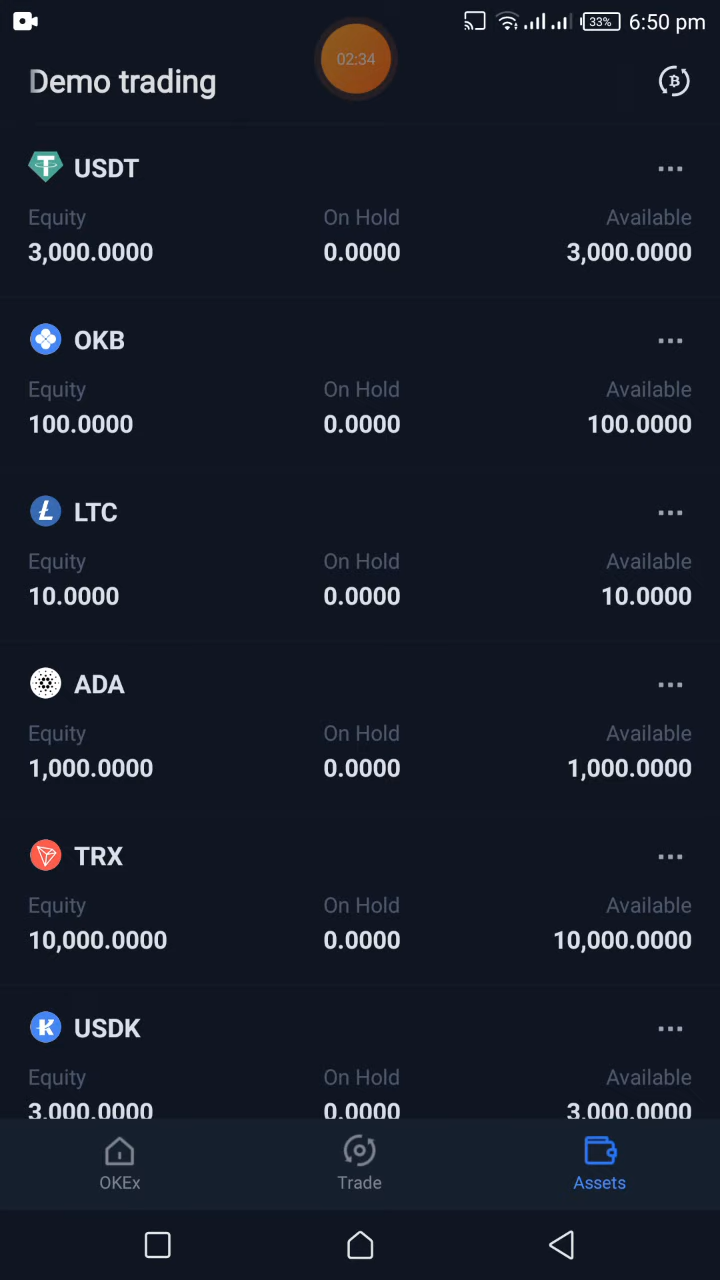 33% 6:50 pm
02:34
Demo trading
USDT
Equity On Hold Available
3,000.0000 0.0000 3,000.0000
OKB
Equity On Hold Available
100.0000 0.0000 100.0000
LTC
Equity On Hold Available
10.0000 0.0000 10.0000
ADA
Equity On Hold Available
1,000.0000 0.0000 1,000.0000
TRX
Equity On Hold Available
10,000.0000 0.0000 10,000.0000
USDK
Equity On Hold Available
3,000.0000 0.0000 3,000.0000
OKEx Trade Assets